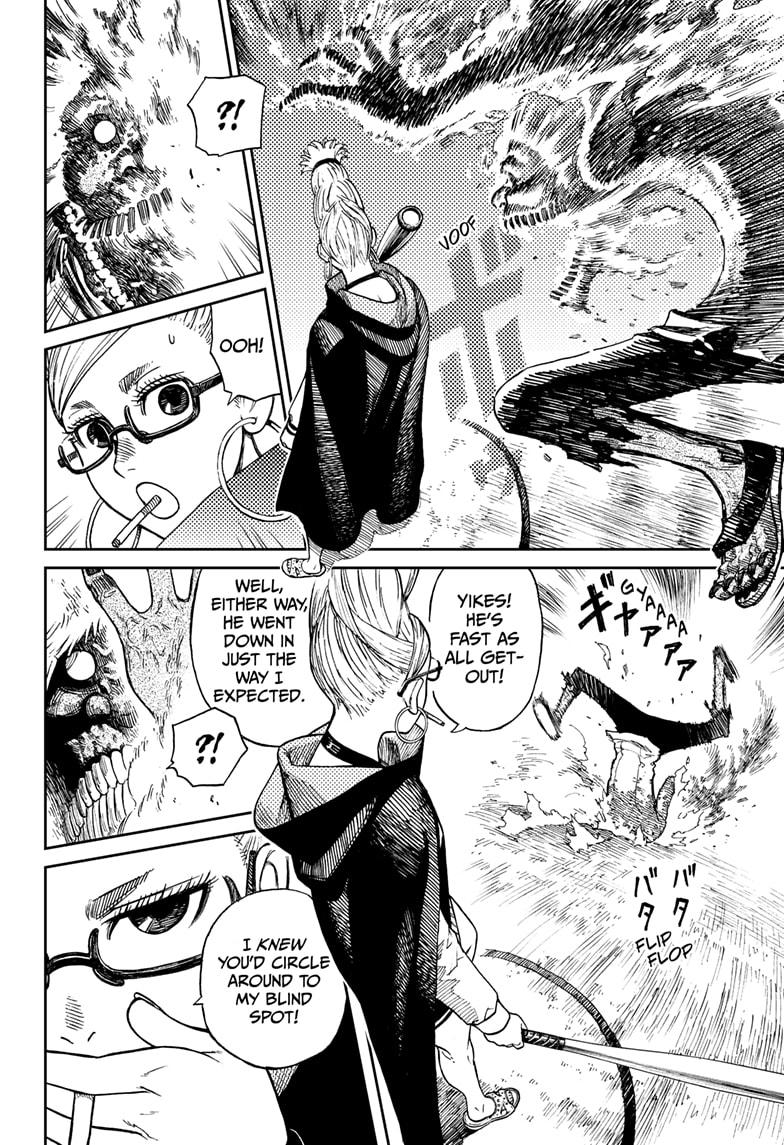 VOOF
?!
OOH!
ギャアアア
GYAAAAA
YIKES!
HE'S
FAST AS
ALL GET-
OUT!
WELL,
EITHER WAY,
HE WENT
DOWN IN
JUST THE
WAY I
EXPECTED.
バタ
バタ
FLIP
FLOP
?!
I KNEW
YOU'D CIRCLE
AROUND TO
MY BLIND
SPOT!